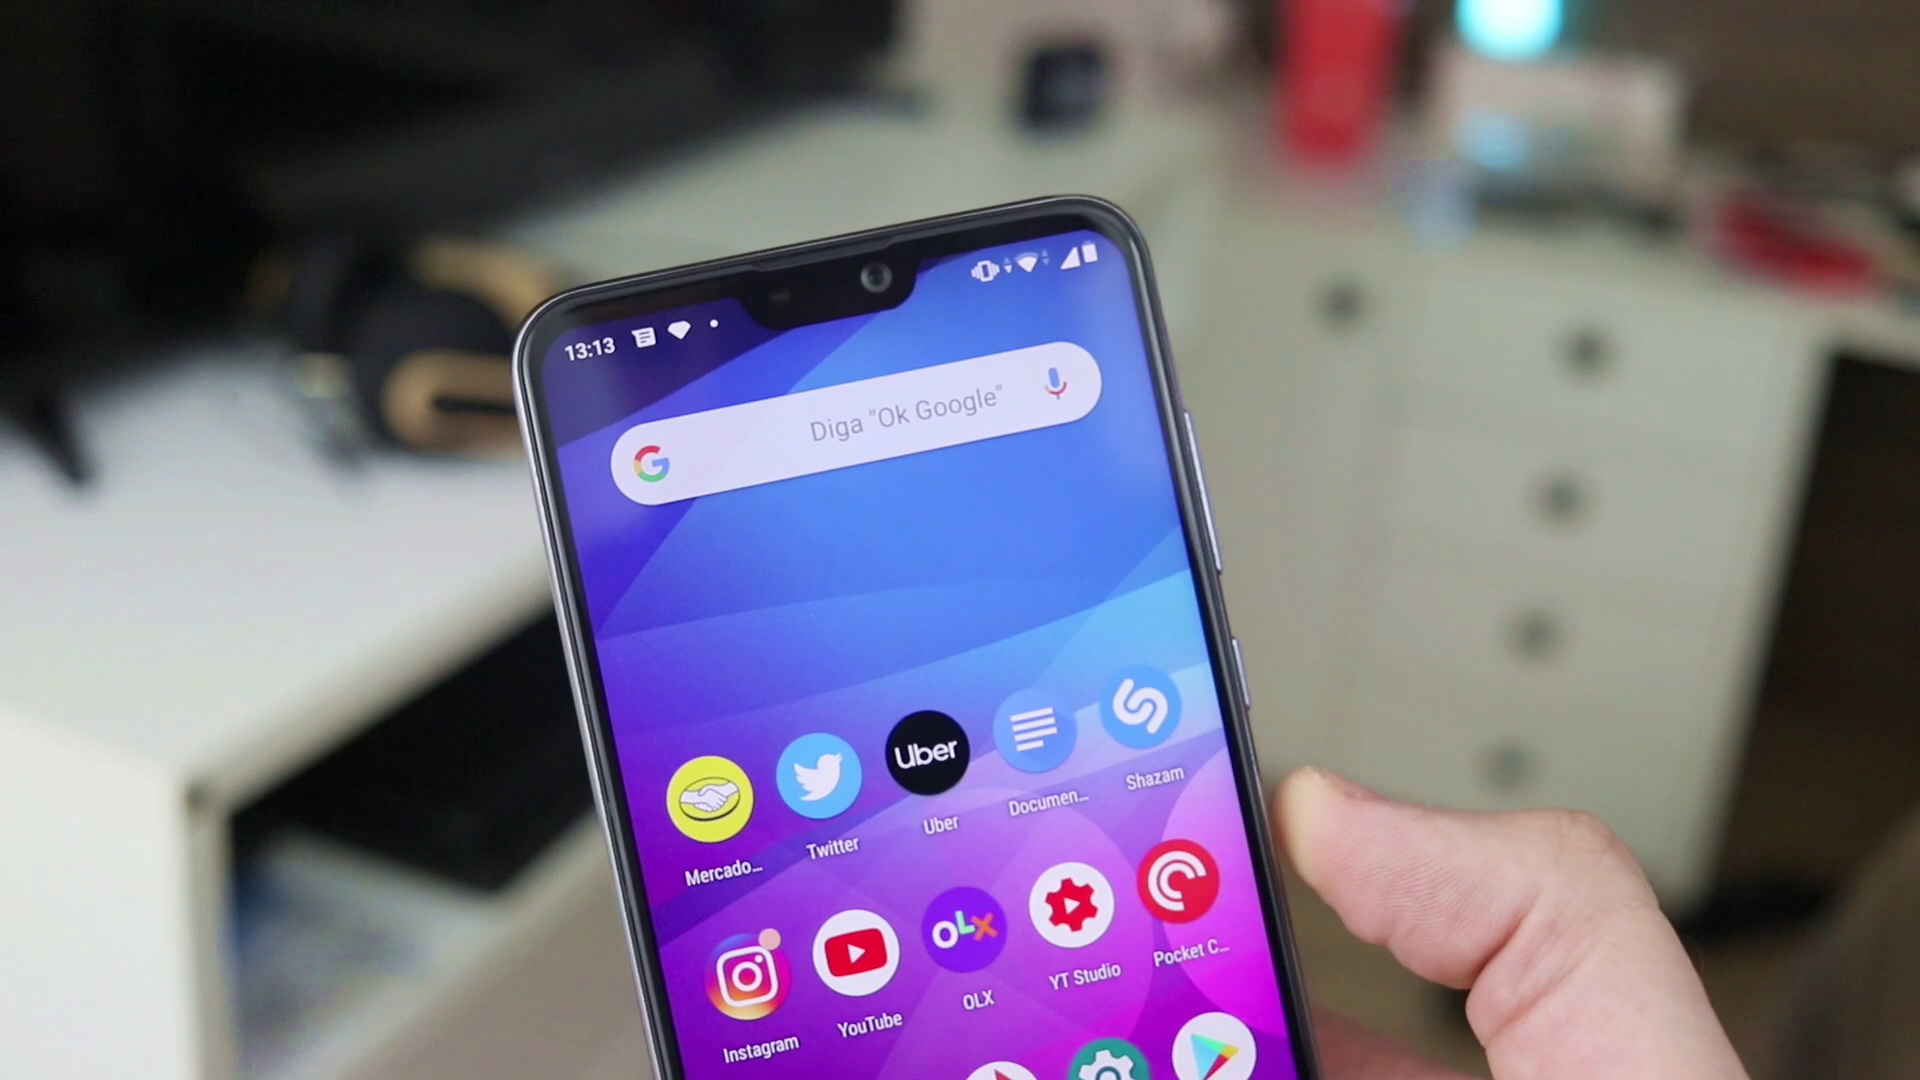 13:13
Diga "Ok Google"
Uber
Mercado...
Twitter
Uber
Documen...
Shazam
OLX
Instagram
YouTube
OLX
YT Studio
Pocket C...